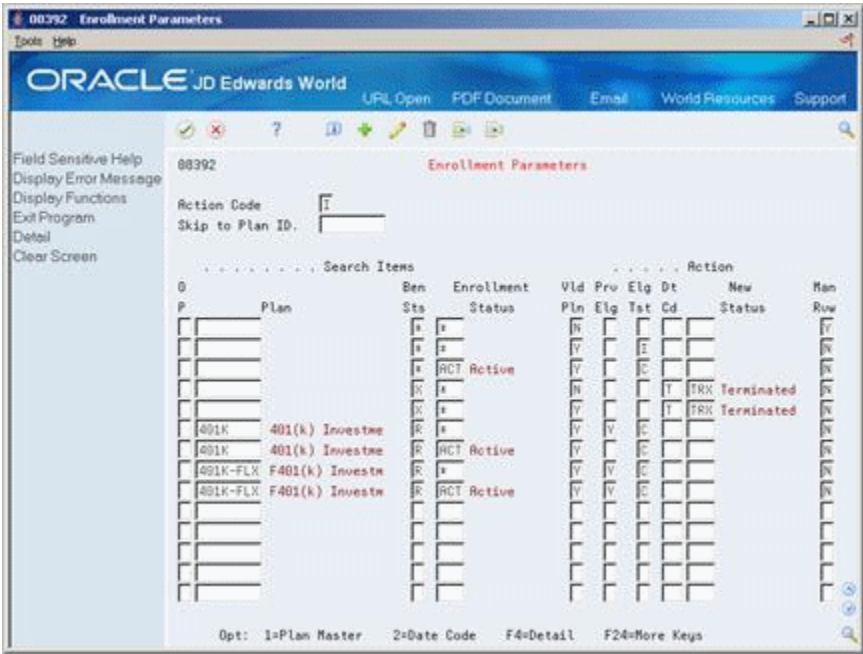 00392 Enrollment Parameters
Tools Help
ORACLE JD Edwards World
URL Open PDF Document Email World Resources Support
Field Sensitive Help
Display Error Message
Display Functions
Exit Program
Detail
Clear Screen
08392 Enrollment Parameters
Action Code I
Skip to Plan ID.
. . . . . . . . Search Items . . . . . Action
O Ben Enrollment Vld Prv Elg Dt New Man
P Plan Sts Status Pln Elg Tst Cd Status Rvw
* * N Y
* * Y I N
* ACT Active Y C N
X * N T TRX Terminated N
X * Y T TRX Terminated N
401K 401(k) Investme R * Y Y C N
401K 401(k) Investme R ACT Active Y C N
401K-FLX F401(k) Investm R * Y Y C N
401K-FLX F401(k) Investm R ACT Active Y Y C N
Opt: 1=Plan Master 2=Date Code F4=Detail F24=More Keys